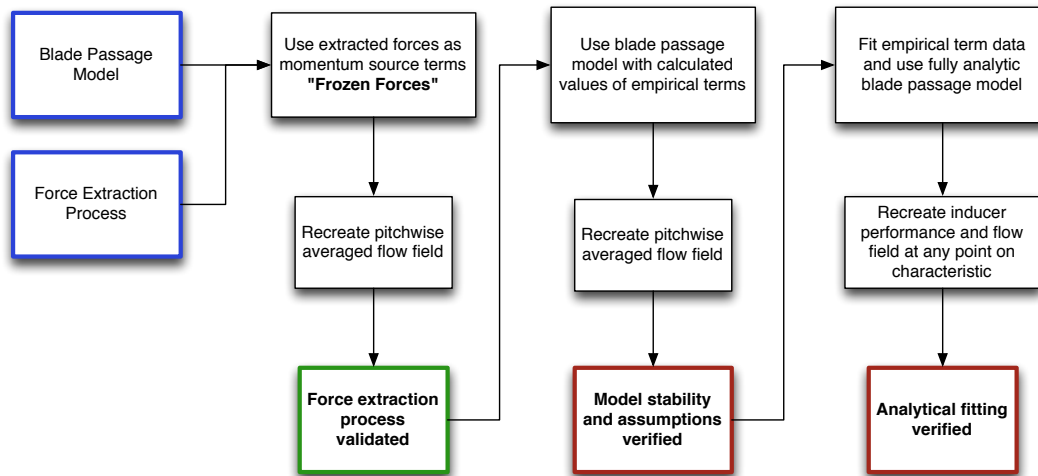 Blade Passage
Model
Force Extraction
Process
Use extracted forces as
momentum source terms
"Frozen Forces"
Recreate pitchwise
averaged flow field
Force extraction
process
validated
Use blade passage
model with calculated
values of empirical terms
Recreate pitchwise
averaged flow field
Model stability
and assumptions
verified
Fit empirical term data
and use fully analytic
blade passage model
Recreate inducer
performance and flow
field at any point on
characteristic
Analytical fitting
verified